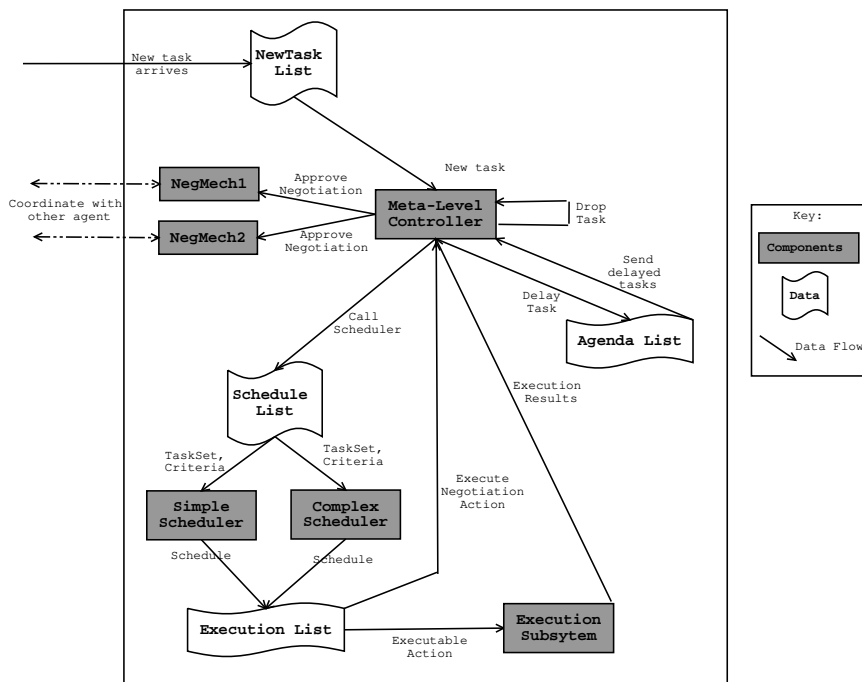 New task
arrives
NewTask
List
New task
NegMech1
Approve
Negotiation
Coordinate with
other agent
NegMech2
Approve
Negotiation
Meta-Level
Controller
Drop
Task
Key:
Components
Data
Data Flow
Send
delayed
tasks
Delay
Task
Agenda List
Call
Scheduler
Schedule
List
Execution
Results
TaskSet,
Criteria
TaskSet,
Criteria
Execute
Negotiation
Action
Simple
Scheduler
Complex
Scheduler
Schedule
Schedule
Execution List
Executable
Action
Execution
Subsytem